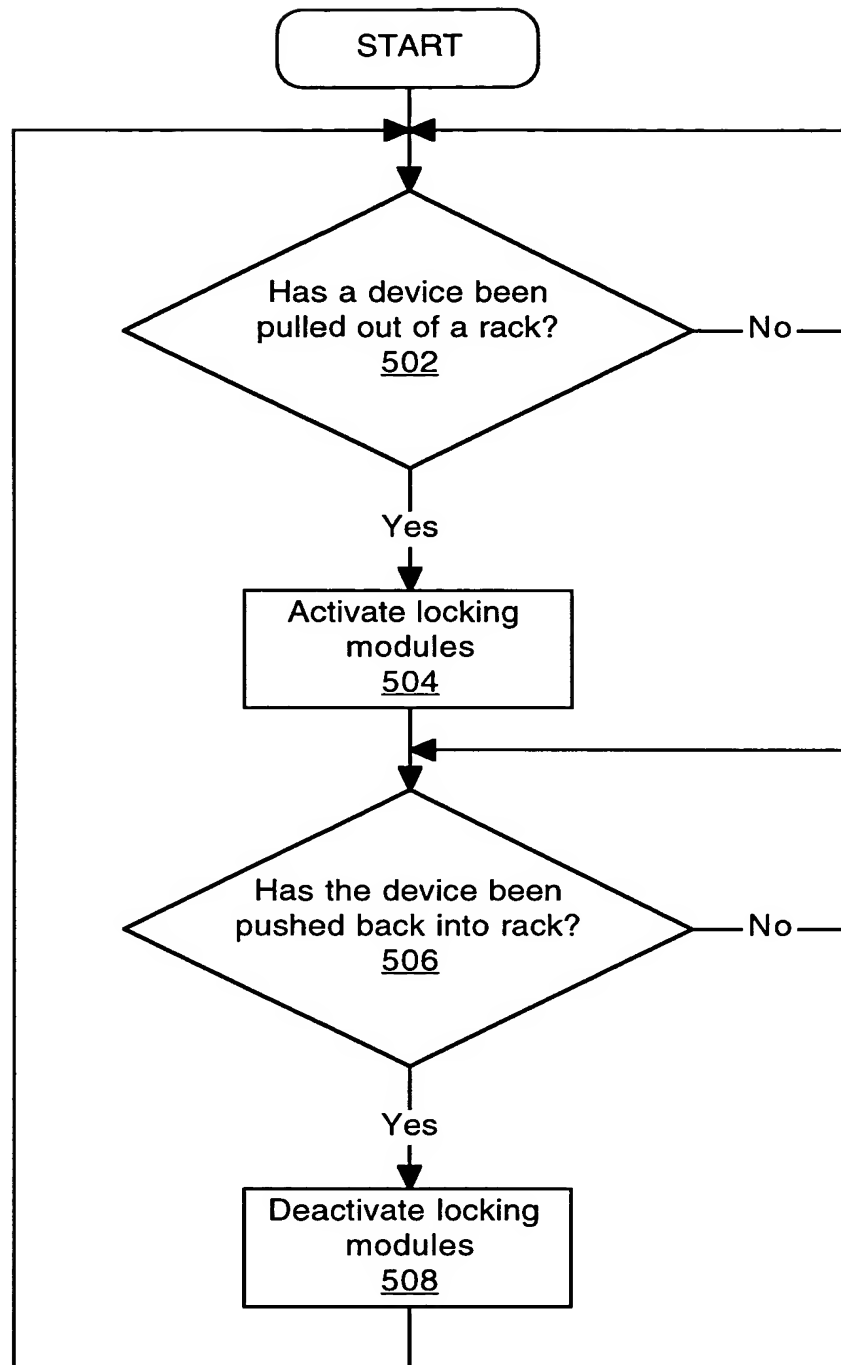 START
Has a device been
pulled out of a rack?
502
No
Yes
Activate locking
modules
504
Has the device been
pushed back into rack?
506
No
Yes
Deactivate locking
modules
508